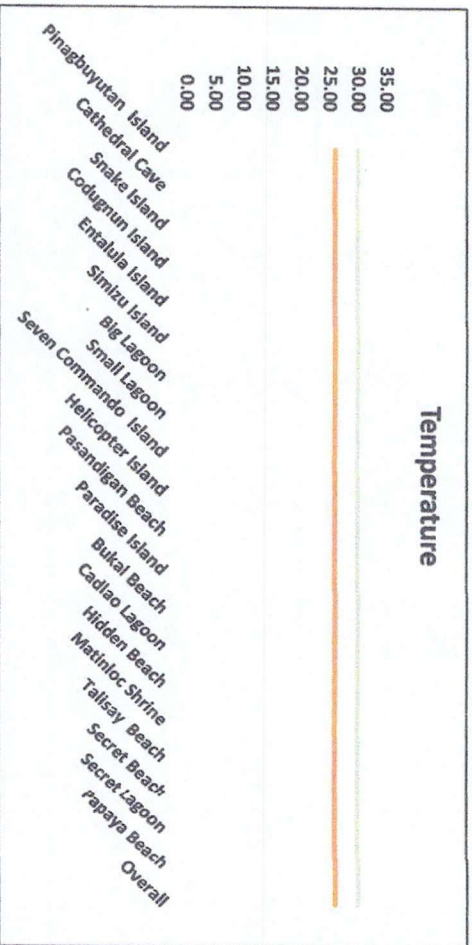 Temperature
35.00
30.00
25.00
20.00
15.00
10.00
5.00
0.00
Pinagbuyutan Island
Cathedral Cave
Snake Island
Codugnun Island
Entalula Island
Simizu Island
Big Lagoon
Small Lagoon
Seven Commando Island
Helicopter Island
Pasandigan Beach
Paradise Island
Bukal Beach
Cadlao Lagoon
Hidden Beach
Matinloc Shrine
Talisay Beach
Secret Beach
Secret Lagoon
Papaya Beach
Overall